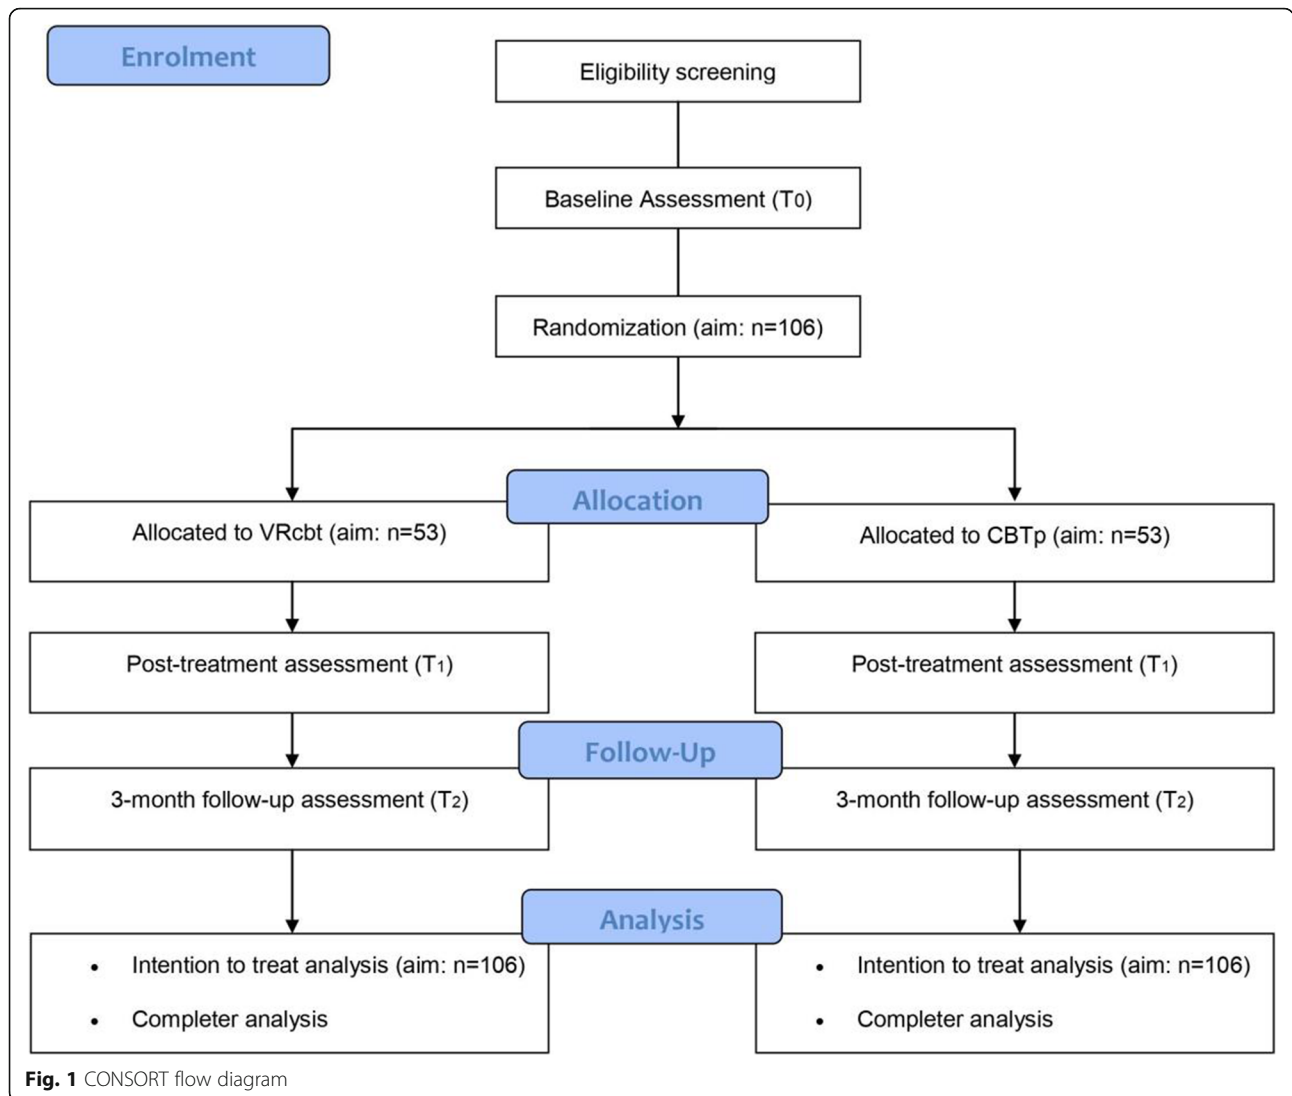 Enrolment
Eligibility screening
Baseline Assessment (T0)
Randomization (aim: n=106)
Allocation
Allocated to VRcbt (aim: n=53)
Allocated to CBTp (aim: n=53)
Post-treatment assessment (T1)
Post-treatment assessment (T1)
Follow-Up
3-month follow-up assessment (T2)
3-month follow-up assessment (T2)
Analysis
• Intention to treat analysis (aim: n=106)
• Completer analysis
• Intention to treat analysis (aim: n=106)
• Completer analysis
Fig. 1 CONSORT flow diagram